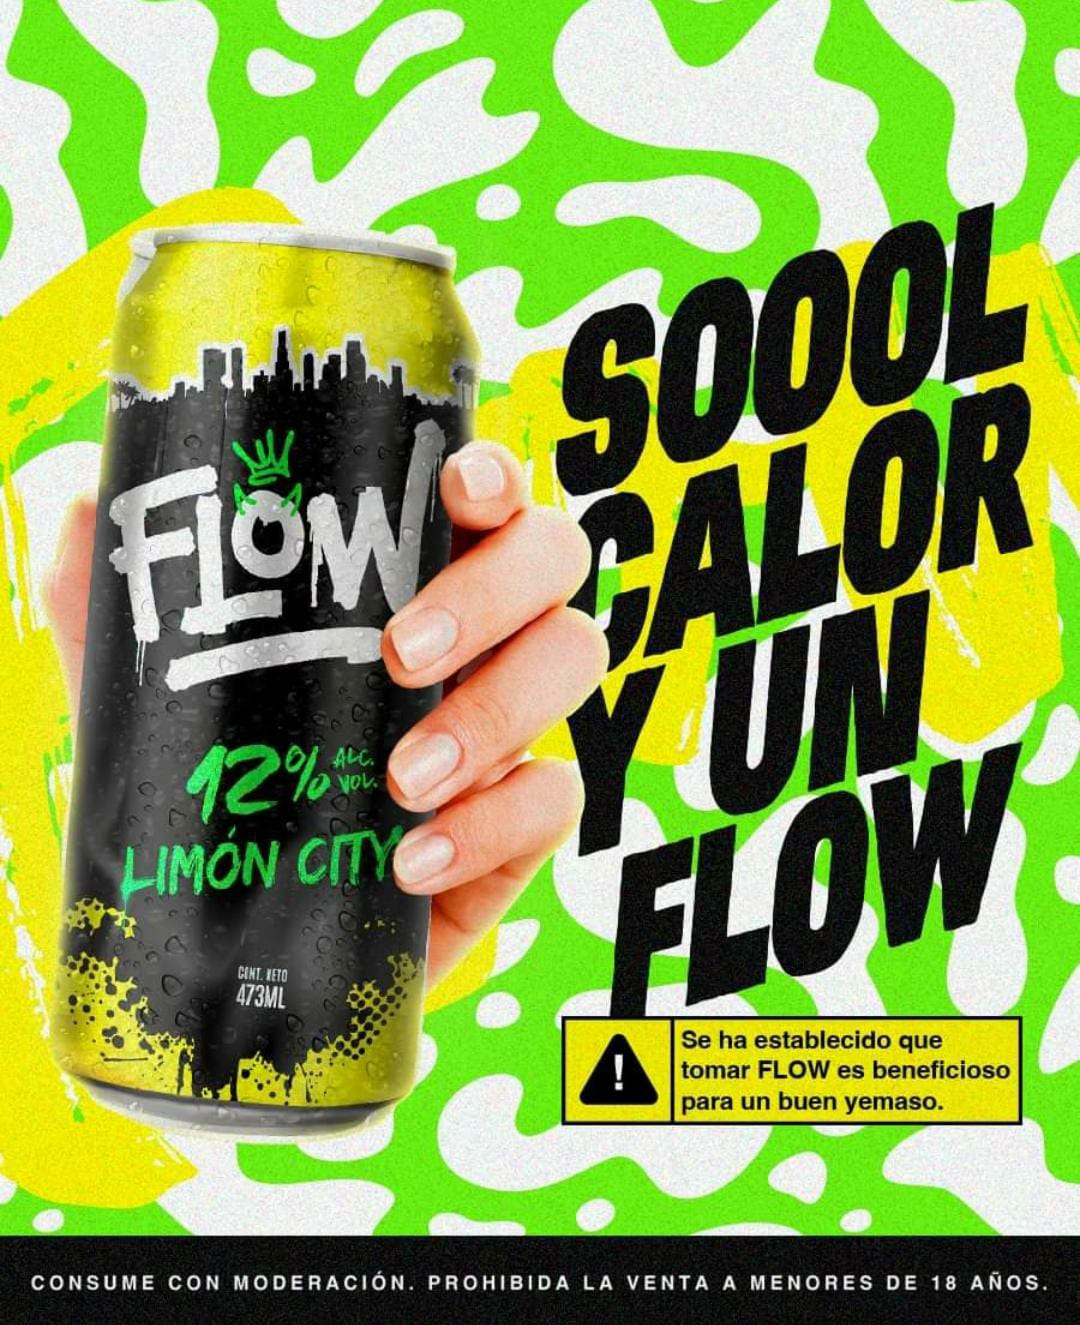 FLOW
12% ALC. VOL.
LIMÓN CITY
CONT. NETO
473ML
SOOOL
CALOR
Y UN
FLOW
Se ha establecido que
tomar FLOW es beneficioso
para un buen yemaso.
CONSUME CON MODERACIÓN. PROHIBIDA LA VENTA A MENORES DE 18 AÑOS.